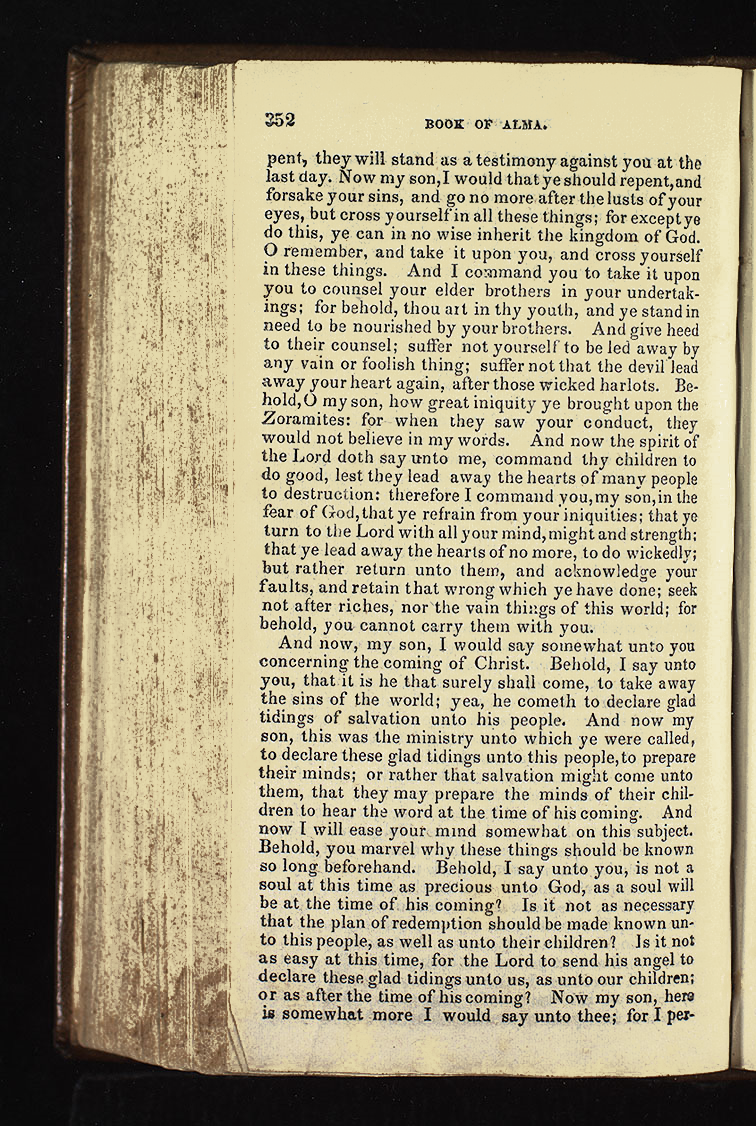 352
BOOK OF ALMA.
pent, they will stand as a testimony against you at the
last day. Now my son, I would that ye should repent, and
forsake your sins, and go no more after the lusts of your
eyes, but cross yourself in all these things; for except ye
do this, ye can in no wise inherit the kingdom of God.
O remember, and take it upon you, and cross yourself
in these things. And I command you to take it upon
you to counsel your elder brothers in your undertak-
ings; for behold, thou art in thy youth, and ye stand in
need to be nourished by your brothers. And give heed
to their counsel; suffer not yourself to be led away by
any vain or foolish thing; suffer not that the devil lead
away your heart again, after those wicked harlots. Be-
hold, O my son, how great iniquity ye brought upon the
Zoramites: for when they saw your conduct, they
would not believe in my words. And now the spirit of
the Lord doth say unto me, command thy children to
do good, lest they lead away the hearts of many people
to destruction: therefore I command you, my son, in the
fear of God, that ye refrain from your iniquities; that ye
turn to the Lord with all your mind, might and strength;
that ye lead away the hearts of no more, to do wickedly;
but rather return unto them, and acknowledge your
faults, and retain that wrong which ye have done; seek
not after riches, nor the vain things of this world; for
behold, you cannot carry them with you.
And now, my son, I would say somewhat unto you
concerning the coming of Christ. Behold, I say unto
you, that it is he that surely shall come, to take away
the sins of the world; yea, he cometh to declare glad
tidings of salvation unto his people. And now my
son, this was the ministry unto which ye were called,
to declare these glad tidings unto this people, to prepare
their minds; or rather that salvation might come unto
them, that they may prepare the minds of their chil-
dren to hear the word at the time of his coming. And
now I will ease your mind somewhat on this subject.
Behold, you marvel why these things should be known
so long beforehand. Behold, I say unto you, is not a
soul at this time as precious unto God, as a soul will
be at the time of his coming? Is it not as necessary
that the plan of redemption should be made known un-
to this people, as well as unto their children? Is it not
as easy at this time, for the Lord to send his angel to
declare these glad tidings unto us, as unto our children;
or as after the time of his coming? Now my son, here
is somewhat more I would say unto thee; for I per-